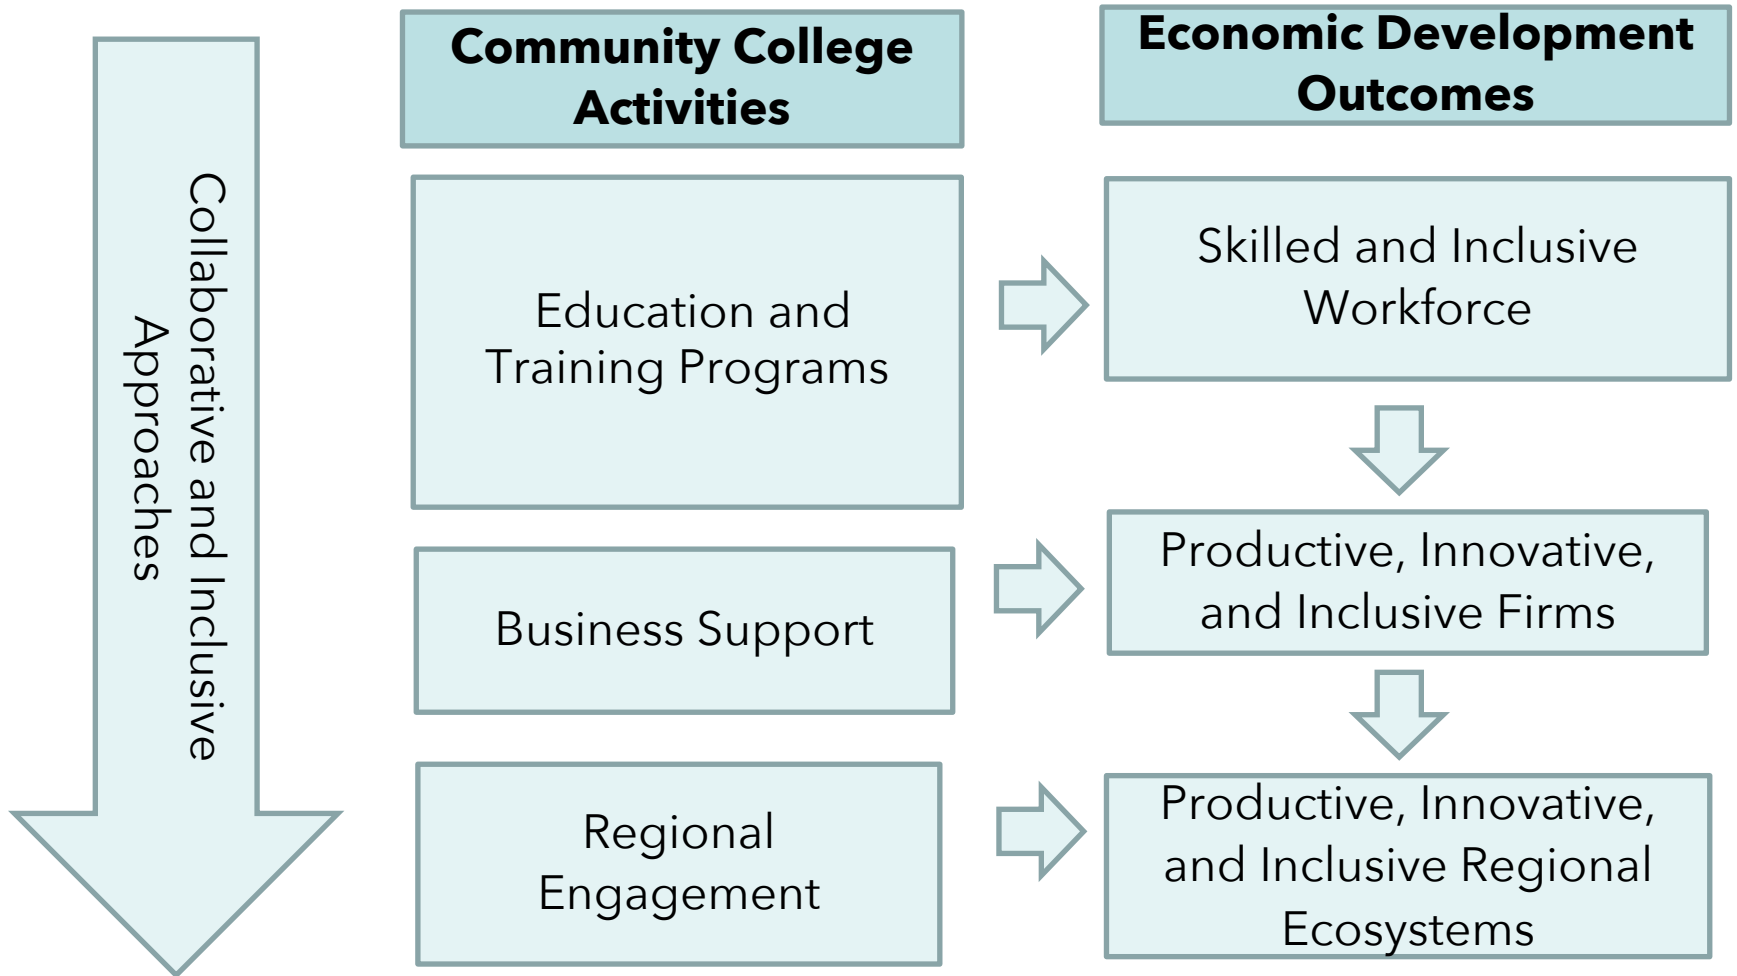 Collaborative and Inclusive
Approaches
Community College
Activities
Economic Development
Outcomes
Education and
Training Programs
Skilled and Inclusive
Workforce
Business Support
Productive, Innovative,
and Inclusive Firms
Regional
Engagement
Productive, Innovative,
and Inclusive Regional
Ecosystems